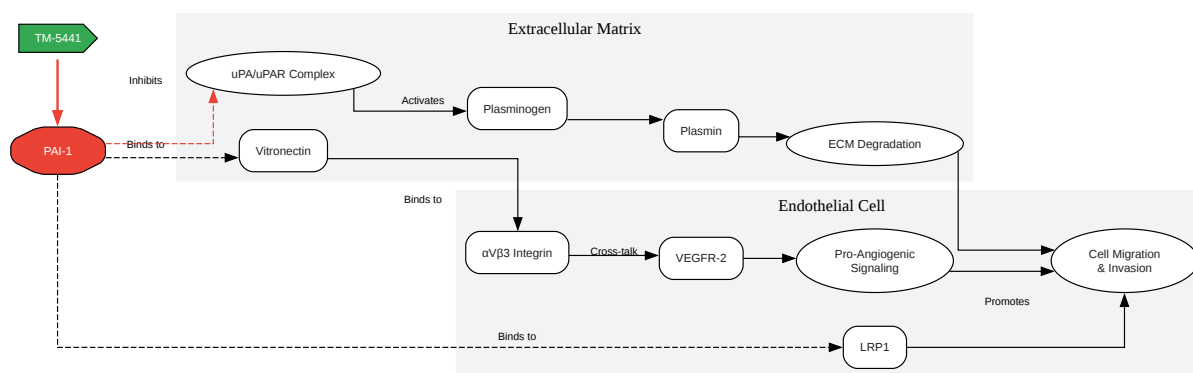 Extracellular Matrix
TM-5441
uPA/uPAR Complex
Inhibits
Activates
Plasminogen
Plasmin
PAI-1
Binds to
Vitronectin
ECM Degradation
Binds to
Endothelial Cell
αVβ3 Integrin
Cross-talk
VEGFR-2
Pro-Angiogenic
Signaling
Cell Migration
& Invasion
Promotes
Binds to
LRP1